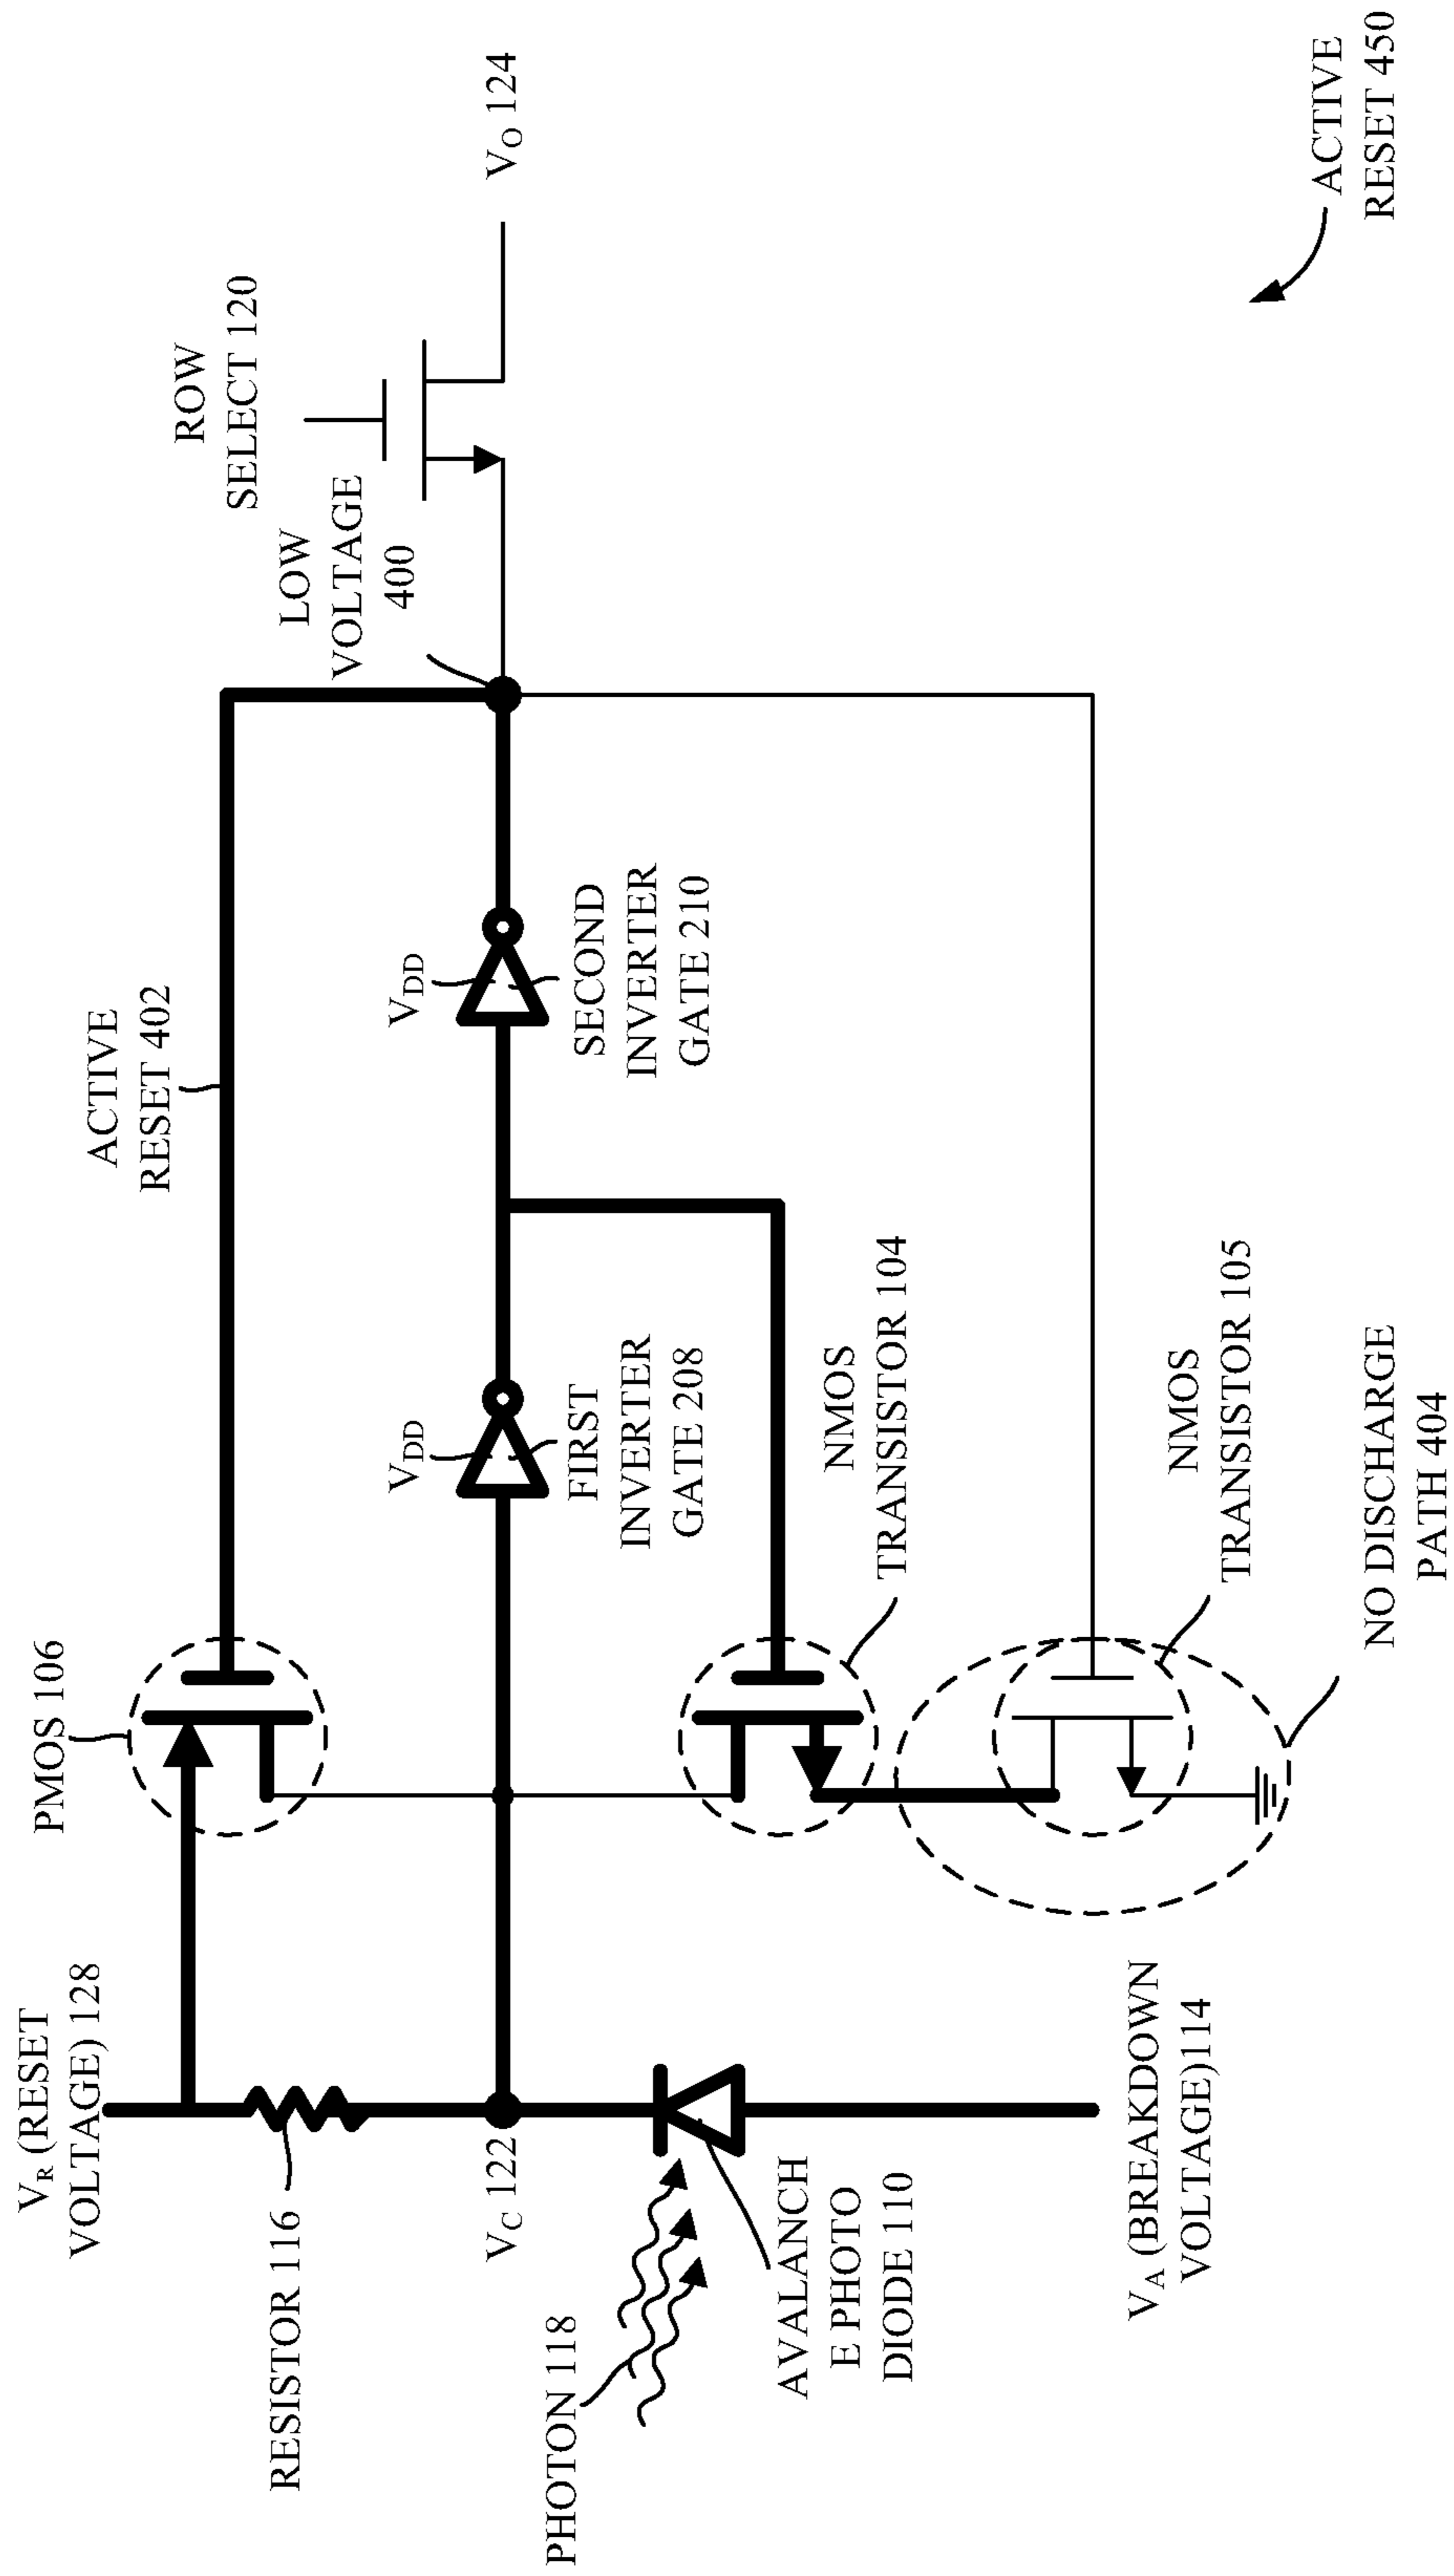 V_R (RESET
VOLTAGE) 128
PMOS 106
ACTIVE
RESET 402
RESISTOR 116
LOW
VOLTAGE
400
ROW
SELECT 120
V_DD
V_DD
V_C 122
V_O 124
FIRST
INVERTER
GATE 208
SECOND
INVERTER
GATE 210
PHOTON 118
AVALANCH
E PHOTO
DIODE 110
NMOS
TRANSISTOR 104
V_A (BREAKDOWN
VOLTAGE)114
NMOS
TRANSISTOR 105
NO DISCHARGE
PATH 404
ACTIVE
RESET 450